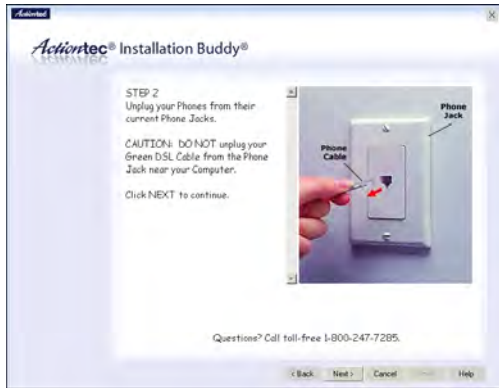 Actiontec
Actiontec® Installation Buddy®
STEP 2
Unplug your Phones from their
current Phone Jacks.
CAUTION: DO NOT unplug your
Green DSL Cable from the Phone
Jack near your Computer.
Click NEXT to continue.
Phone
Jack
Phone
Cable
Questions? Call toll-free 1-800-247-7285.
< Back Next > Cancel Help